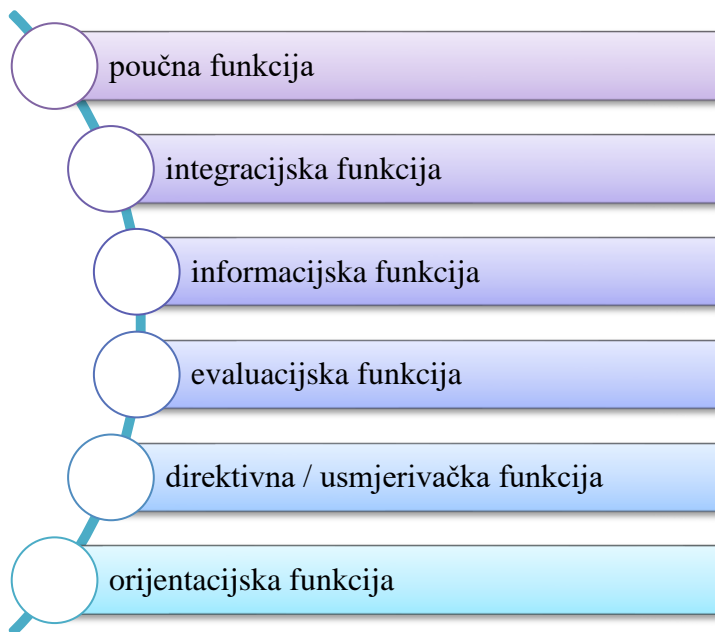 poučna funkcija
integracijska funkcija
informacijska funkcija
evaluacijska funkcija
direktivna / usmjerivačka funkcija
orijentacijska funkcija